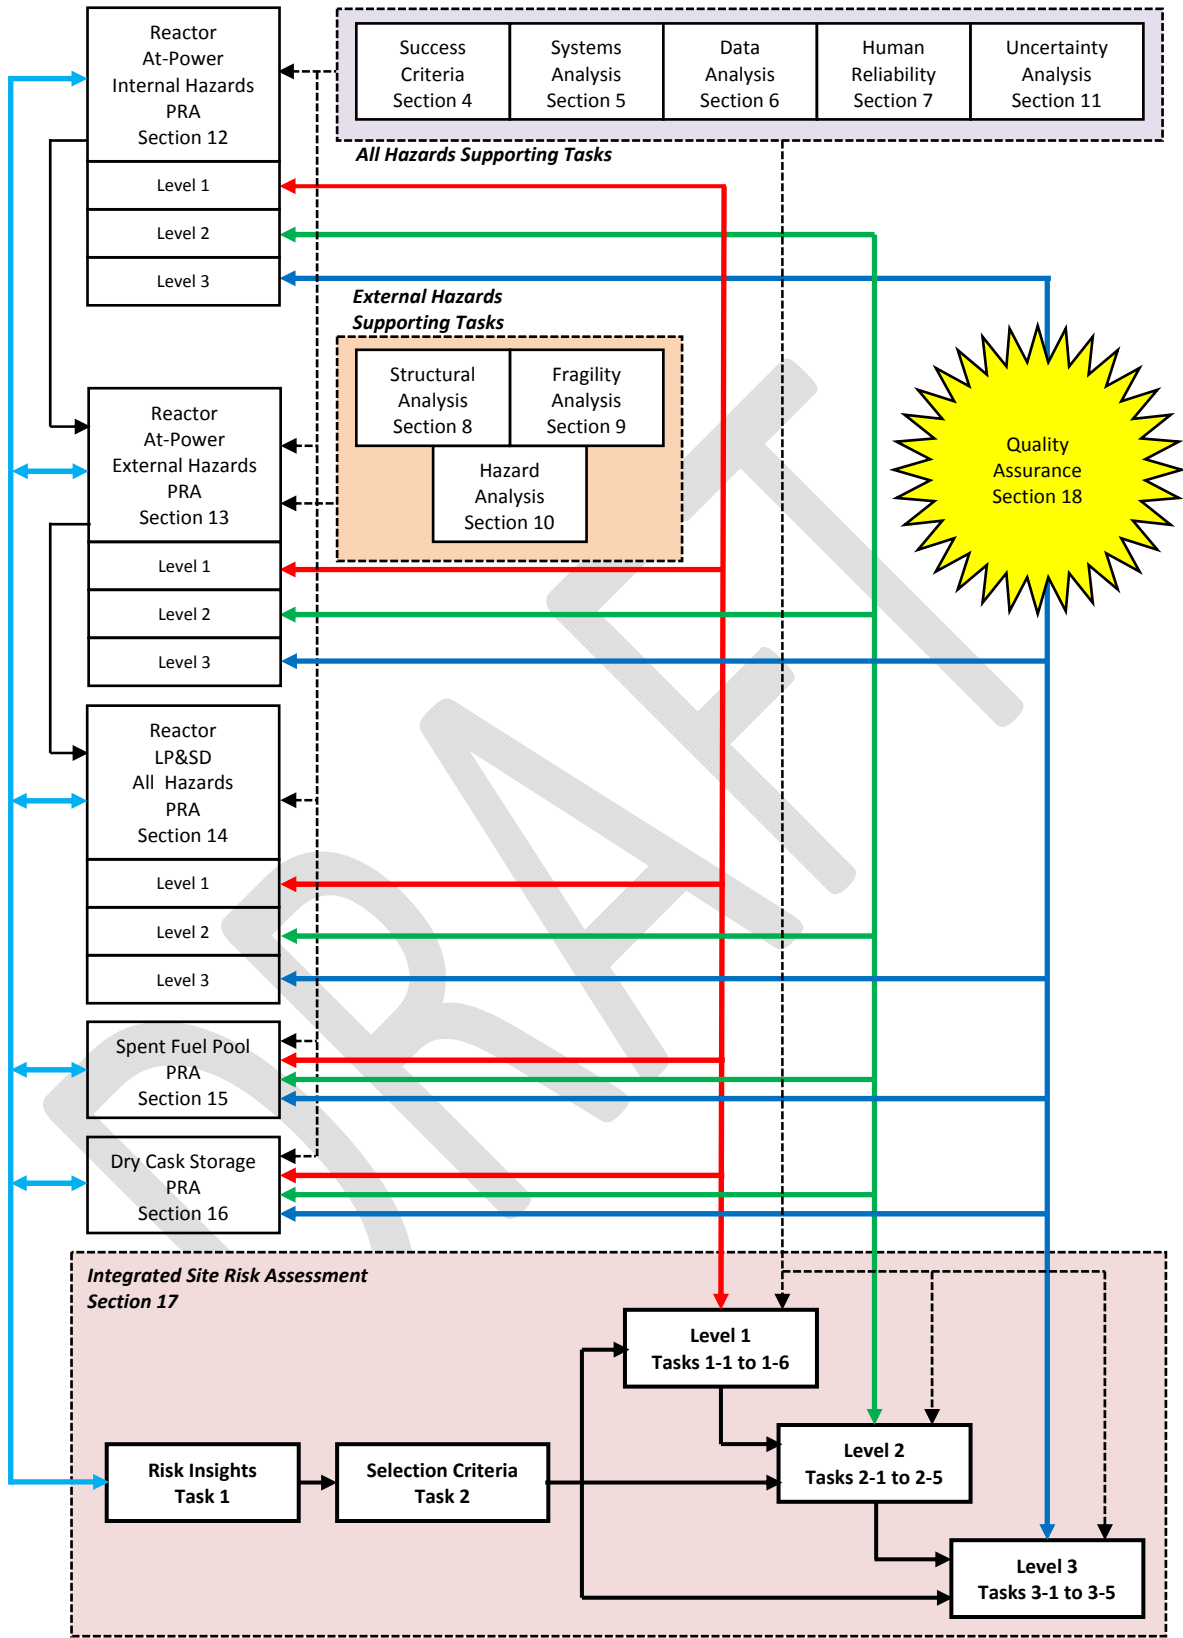 Reactor
At-Power
Internal Hazards
PRA
Section 12
Level 1
Level 2
Level 3
Success
Criteria
Section 4
Systems
Analysis
Section 5
Data
Analysis
Section 6
Human
Reliability
Section 7
Uncertainty
Analysis
Section 11
All Hazards Supporting Tasks
External Hazards
Supporting Tasks
Structural
Analysis
Section 8
Fragility
Analysis
Section 9
Hazard
Analysis
Section 10
Quality
Assurance
Section 18
Reactor
At-Power
External Hazards
PRA
Section 13
Level 1
Level 2
Level 3
Reactor
LP&SD
All Hazards
PRA
Section 14
Level 1
Level 2
Level 3
Spent Fuel Pool
PRA
Section 15
Dry Cask Storage
PRA
Section 16
DRAFT
Integrated Site Risk Assessment
Section 17
Level 1
Tasks 1-1 to 1-6
Level 2
Tasks 2-1 to 2-5
Risk Insights
Task 1
Selection Criteria
Task 2
Level 3
Tasks 3-1 to 3-5